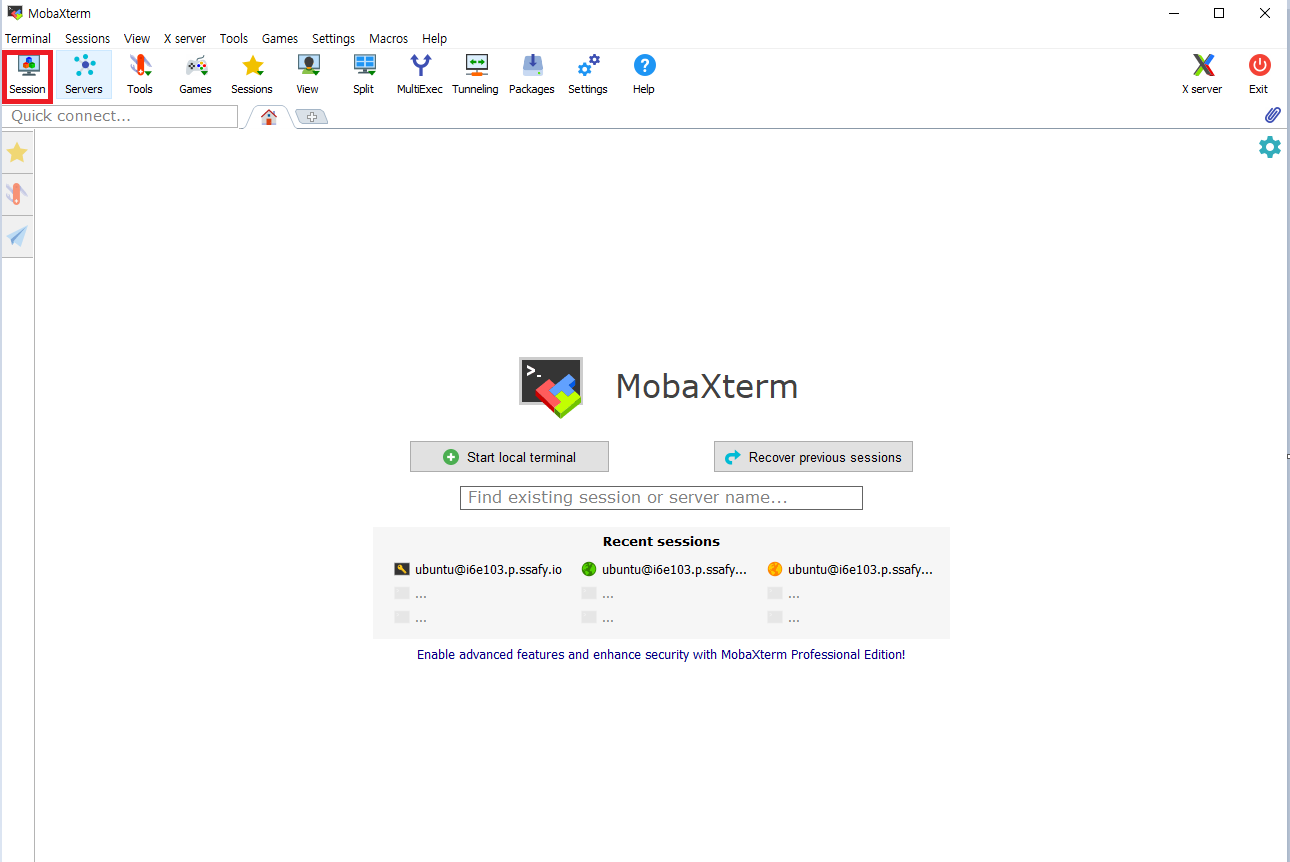 MobaXterm
Terminal Sessions View X server Tools Games Settings Macros Help
Session Servers Tools Games Sessions View Split MultiExec Tunneling Packages Settings Help X server Exit
Quick connect...
>_
MobaXterm
Start local terminal Recover previous sessions
Find existing session or server name...
Recent sessions
ubuntu@i6e103.p.ssafy.io ubuntu@i6e103.p.ssafy... ubuntu@i6e103.p.ssafy...
... ... ...
... ... ...
Enable advanced features and enhance security with MobaXterm Professional Edition!